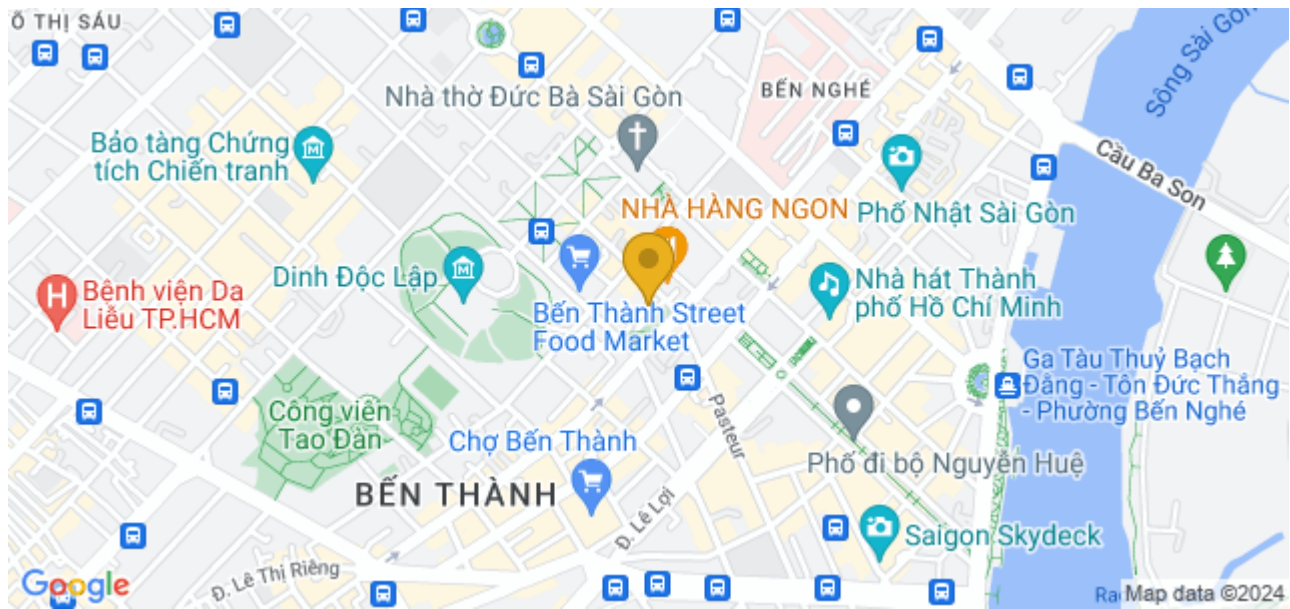 Õ THỊ SÁU
Nhà thờ Đức Bà Sài Gòn
BẾN NGHÉ
Sông Sài Gòn
Bảo tàng Chứng
tích Chiến tranh
Cầu Ba Son
NHÀ HÀNG NGON
Phố Nhật Sài Gòn
Dinh Độc Lập
Bệnh viện Da
Liễu TP.HCM
Bến Thành Street
Food Market
Nhà hát Thành
phố Hồ Chí Minh
Ga Tàu Thuỷ Bạch
Đằng - Tôn Đức Thắng
- Phường Bến Nghé
Công viên
Tao Đàn
Pasteur
Chợ Bến Thành
Phố đi bộ Nguyễn Huệ
BẾN THÀNH
Đ. Lê Lợi
Saigon Skydeck
Đ. Lê Thị Riêng
Google
Map data ©2024